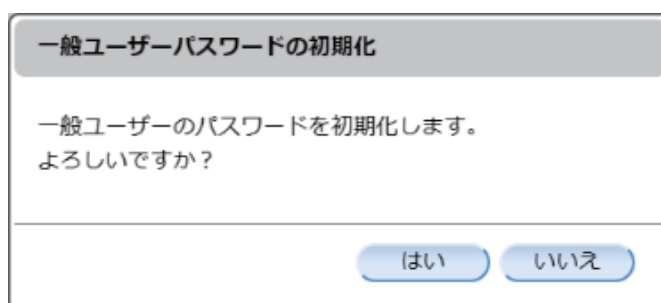 一般ユーザーパスワードの初期化
一般ユーザーのパスワードを初期化します。
よろしいですか？
はい
いいえ